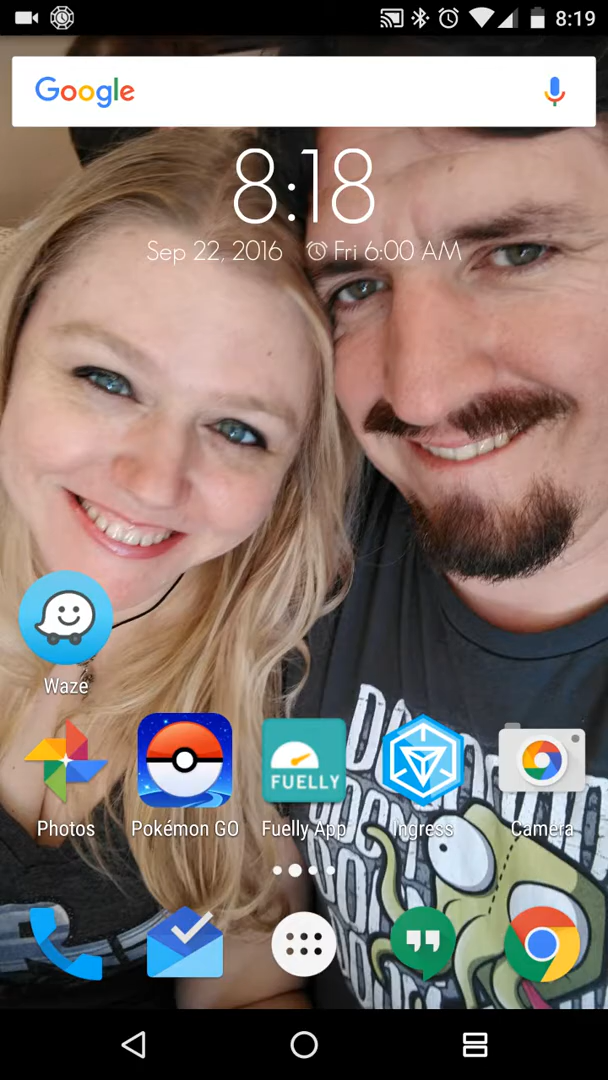 8:19
Google
8:18
Sep 22, 2016 Fri 6:00 AM
Waze
FUELLY
Photos Pokémon GO Fuelly App Ingress Camera